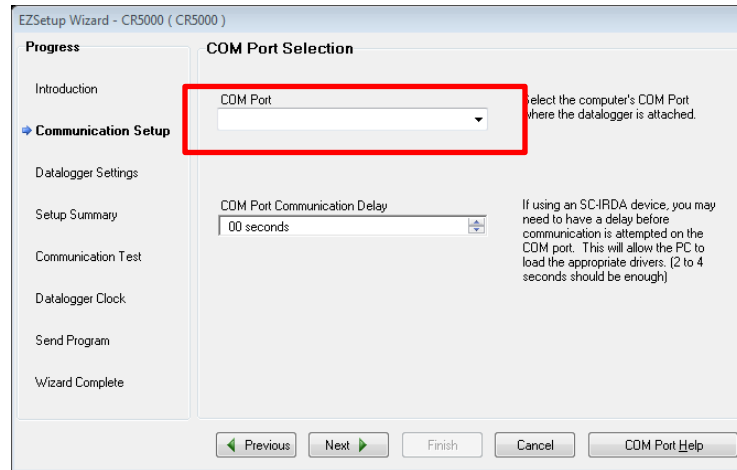 EZSetup Wizard - CR5000 ( CR5000 )
Progress
Introduction
Communication Setup
Datalogger Settings
Setup Summary
Communication Test
Datalogger Clock
Send Program
Wizard Complete
COM Port Selection
COM Port
Select the computer's COM Port
where the datalogger is attached.
COM Port Communication Delay
00 seconds
If using an SC-IRDA device, you may
need to have a delay before
communication is attempted on the
COM port. This will allow the PC to
load the appropriate drivers. (2 to 4
seconds should be enough)
Previous
Next
Finish
Cancel
COM Port Help